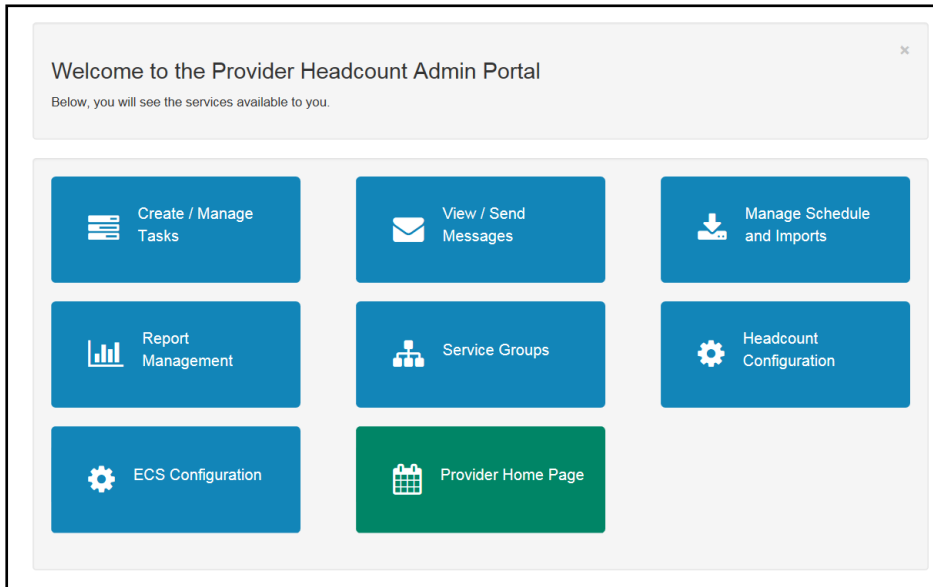 Welcome to the Provider Headcount Admin Portal
Below, you will see the services available to you.
Create / Manage
Tasks
View / Send
Messages
Manage Schedule
and Imports
Report
Management
Service Groups
Headcount
Configuration
ECS Configuration
Provider Home Page